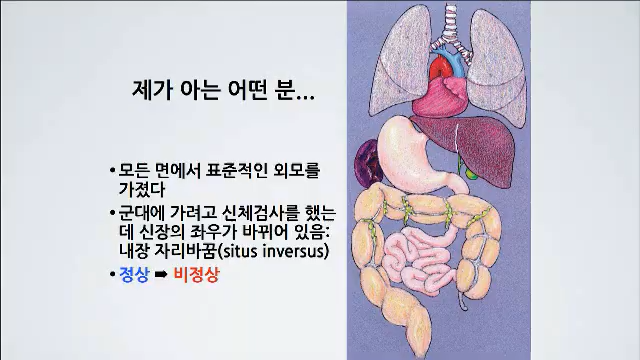 제가 아는 어떤 분...
•모든 면에서 표준적인 외모를
가졌다
•군대에 가려고 신체검사를 했는
데 신장의 좌우가 바뀌어 있음:
내장 자리바꿈(situs inversus)
•정상 ➡ 비정상